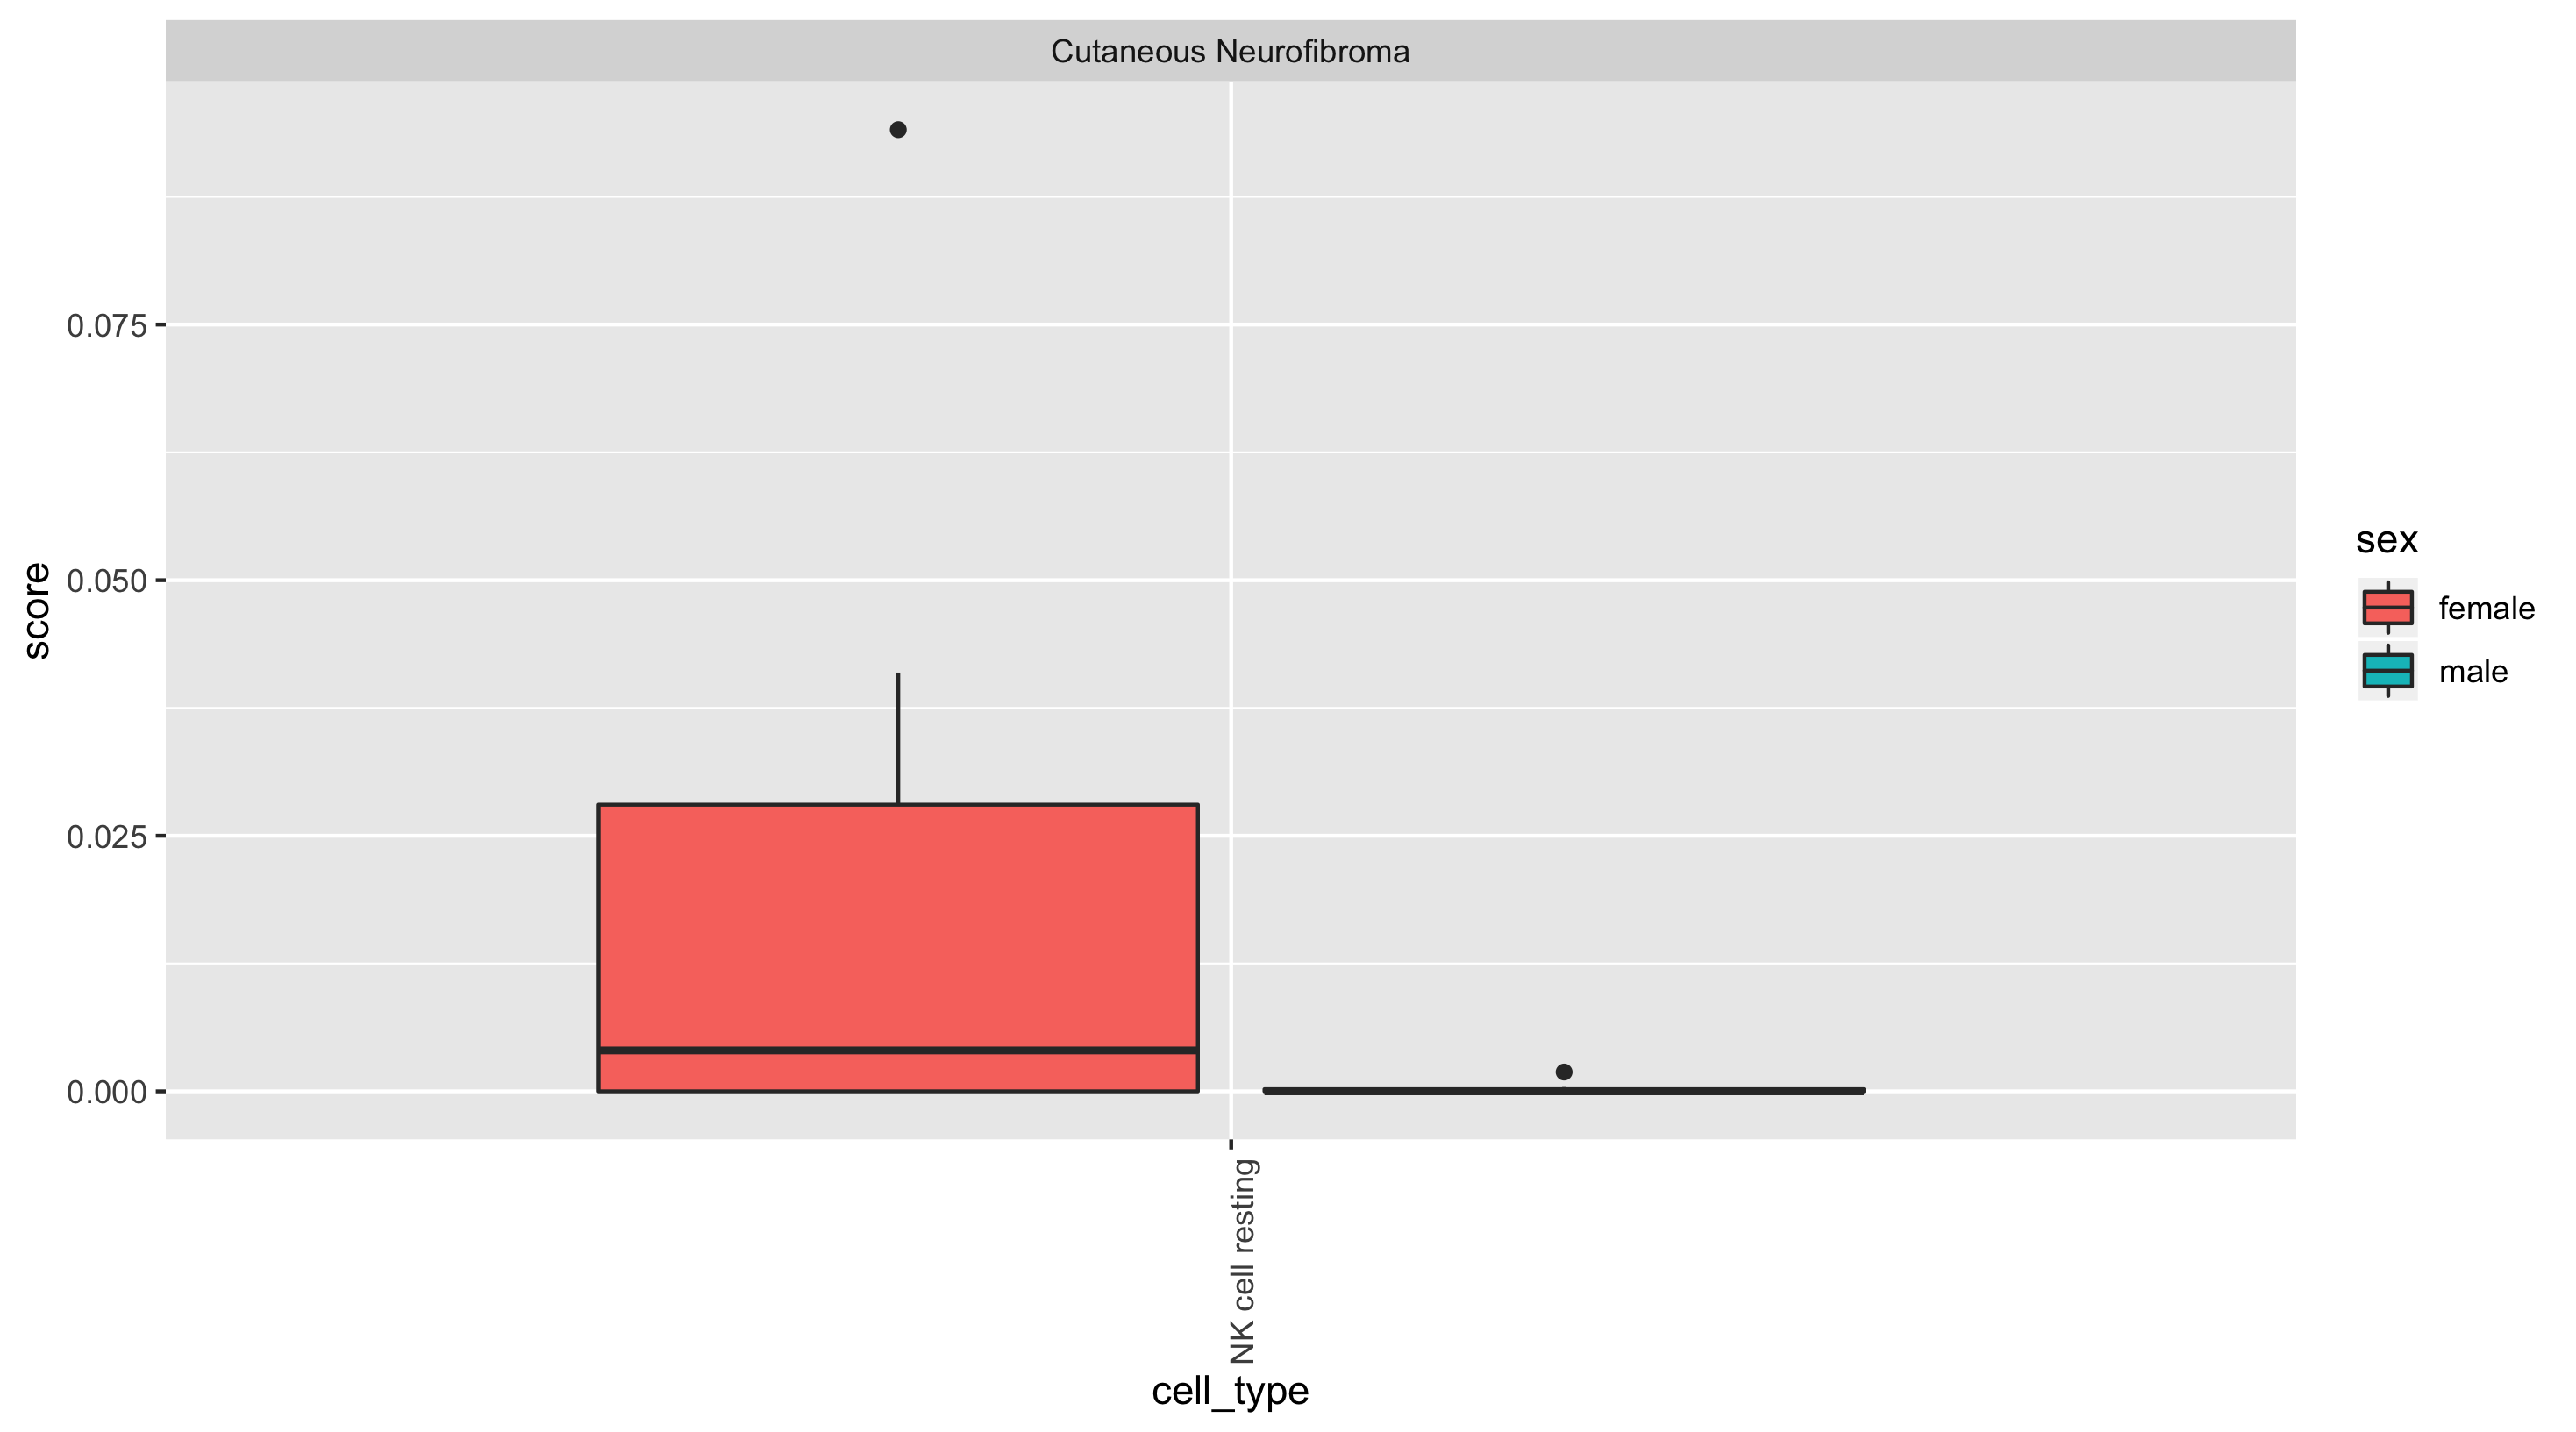 Cutaneous Neurofibroma
score
0.075
0.050
0.025
0.000
NK cell resting
cell_type
sex
female
male